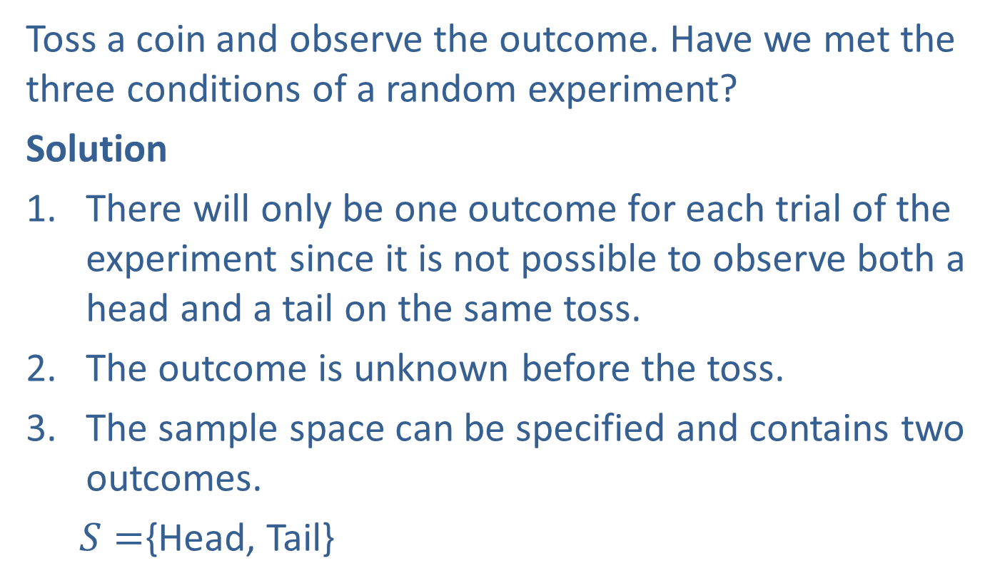 Toss a coin and observe the outcome. Have we met the
three conditions of a random experiment?
Solution
1. There will only be one outcome for each trial of the
experiment since it is not possible to observe both a
head and a tail on the same toss.
2. The outcome is unknown before the toss.
3. The sample space can be specified and contains two
outcomes.
S ={Head, Tail}